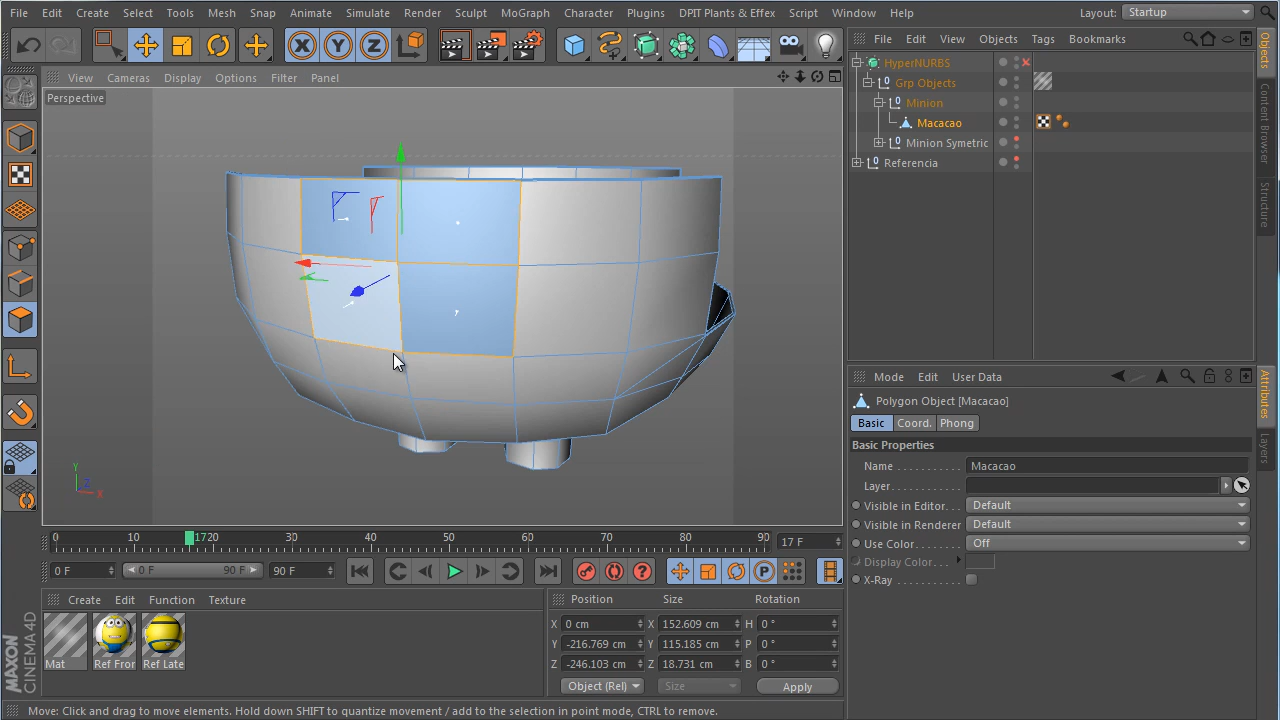 File Edit Create Select Tools Mesh Snap Animate Simulate Render Sculpt MoGraph Character Plugins DPIT Plants & Effex Script Window Help Layout: Startup
X Y Z
File Edit View Objects Tags Bookmarks
View Cameras Display Options Filter Panel
Perspective
HyperNURBS
Grp Objects
Minion
Macacao
Minion Symetric
Referencia
Objects
Content Browser
Structure
Mode Edit User Data
Polygon Object [Macacao]
Basic Coord. Phong
Basic Properties
Name Macacao
Layer
Visible in Editor Default
Visible in Renderer Default
Use Color Off
Display Color
X-Ray
Attributes
Layers
Y
Z
X
0 10 1720 30 40 50 60 70 80 90 17 F
0 F 0 F 90 F 90 F
Create Edit Function Texture
Mat Ref Fror Ref Late
Position Size Rotation
X 0 cm X 152.609 cm H 0 °
Y -216.769 cm Y 115.185 cm P 0 °
Z -246.103 cm Z 18.731 cm B 0 °
Object (Rel) Size Apply
MAXON
CINEMA 4D
Move: Click and drag to move elements. Hold down SHIFT to quantize movement / add to the selection in point mode, CTRL to remove.